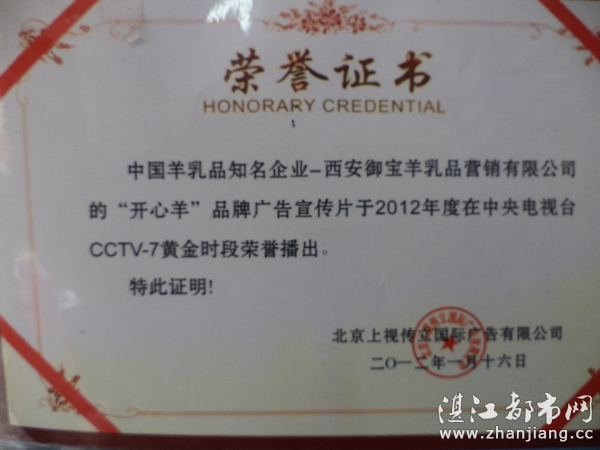 荣誉证书
HONORARY CREDENTIAL
中国羊乳品知名企业-西安御宝羊乳品营销有限公司
的“开心羊”品牌广告宣传片于2012年度在中央电视台
CCTV-7黄金时段荣誉播出。
特此证明!
北京上视传立国际广告有限公司
二〇一二年一月十六日
湛江都市网
www.zhanjiang.cc